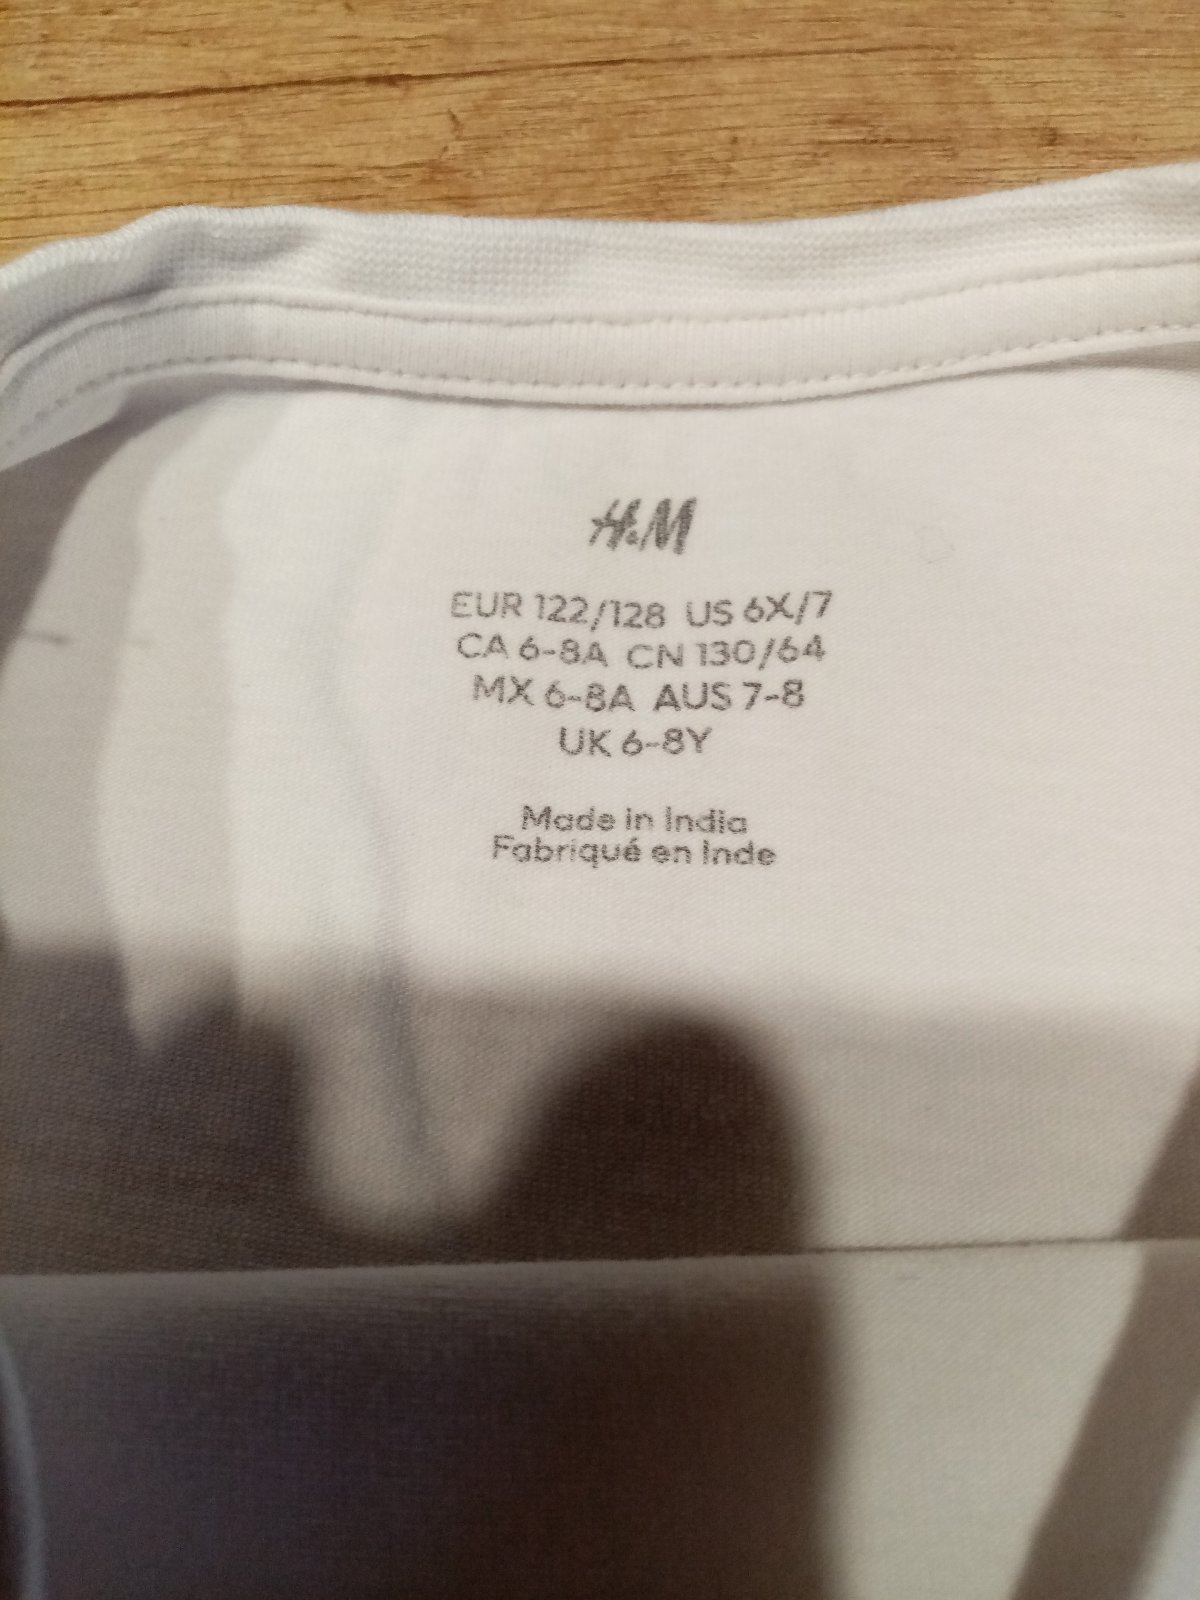 H&M
EUR 122/128 US 6X/7
CA 6-8A CN 130/64
MX 6-8A AUS 7-8
UK 6-8Y
Made in India
Fabriqué en Inde